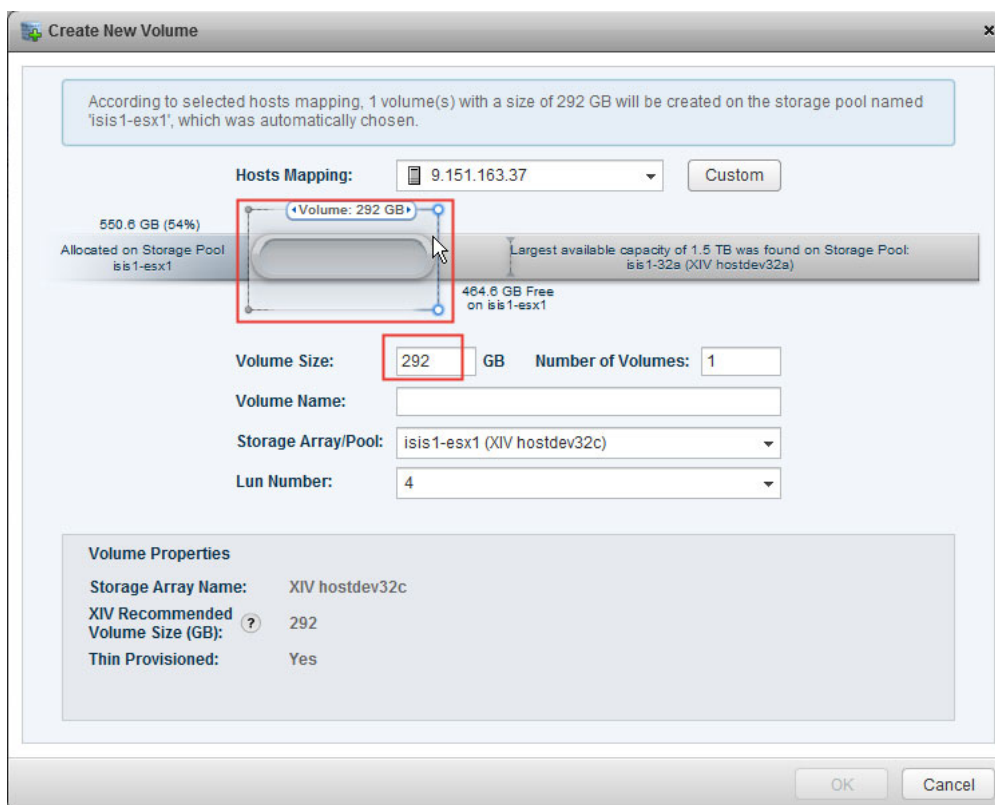 Create New Volume
According to selected hosts mapping, 1 volume(s) with a size of 292 GB will be created on the storage pool named
'isis1-esx1', which was automatically chosen.
Hosts Mapping: 9.151.163.37 Custom
Volume: 292 GB
550.6 GB (54%)
Allocated on Storage Pool
isis1-esx1
Largest available capacity of 1.5 TB was found on Storage Pool:
isis1-32a (XIV hostdev32a)
464.6 GB Free
on isis1-esx1
Volume Size: 292 GB Number of Volumes: 1
Volume Name:
Storage Array/Pool: isis1-esx1 (XIV hostdev32c)
Lun Number: 4
Volume Properties
Storage Array Name: XIV hostdev32c
XIV Recommended
Volume Size (GB): ? 292
Thin Provisioned: Yes
OK Cancel